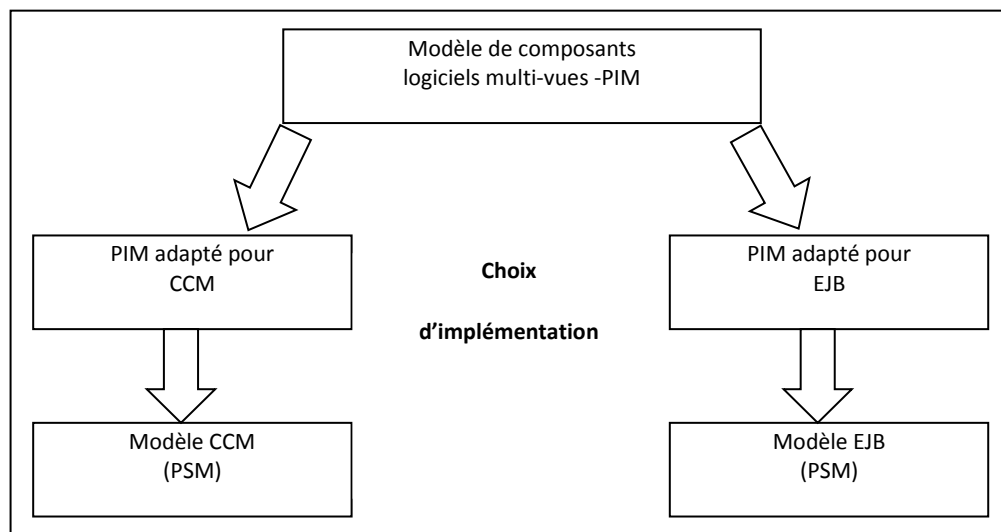 Modèle de composants
logiciels multi-vues -PIM
PIM adapté pour
CCM
Choix
d’implémentation
PIM adapté pour
EJB
Modèle CCM
(PSM)
Modèle EJB
(PSM)